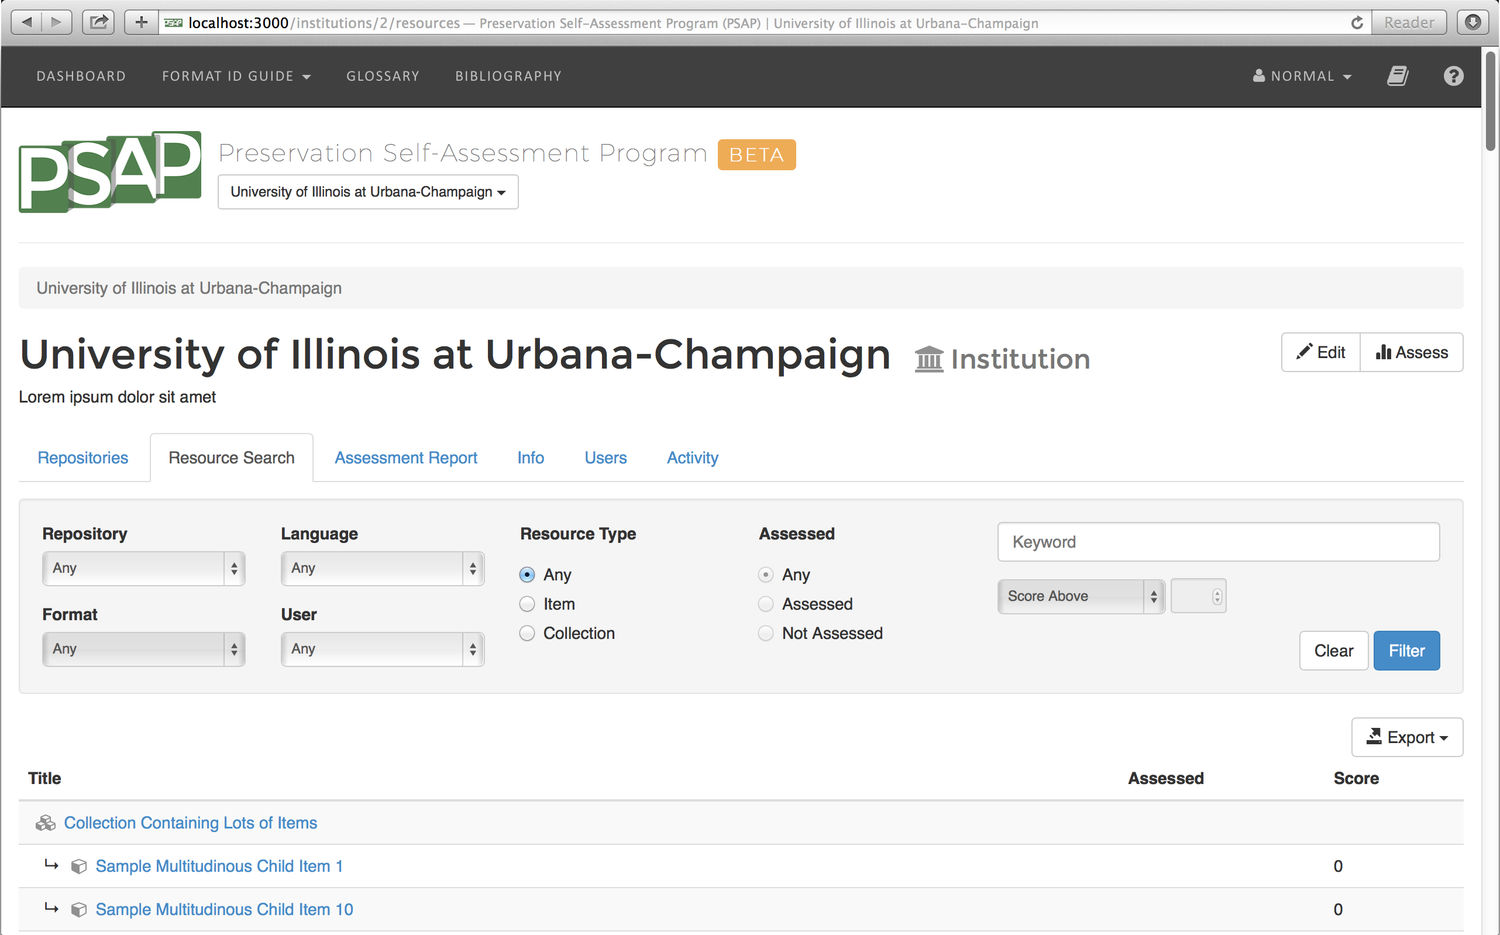 localhost:3000/institutions/2/resources — Preservation Self-Assessment Program (PSAP) | University of Illinois at Urbana-Champaign
Reader
DASHBOARD FORMAT ID GUIDE GLOSSARY BIBLIOGRAPHY NORMAL
PSAP
Preservation Self-Assessment Program BETA
University of Illinois at Urbana-Champaign
University of Illinois at Urbana-Champaign
University of Illinois at Urbana-Champaign Institution
Edit Assess
Lorem ipsum dolor sit amet
Repositories Resource Search Assessment Report Info Users Activity
Repository Language Resource Type Assessed
Keyword
Any Any Any Any
Item Assessed
Score Above
Format User
Collection Not Assessed
Any Any
Clear Filter
Export
Title Assessed Score
Collection Containing Lots of Items
Sample Multitudinous Child Item 1 0
Sample Multitudinous Child Item 10 0